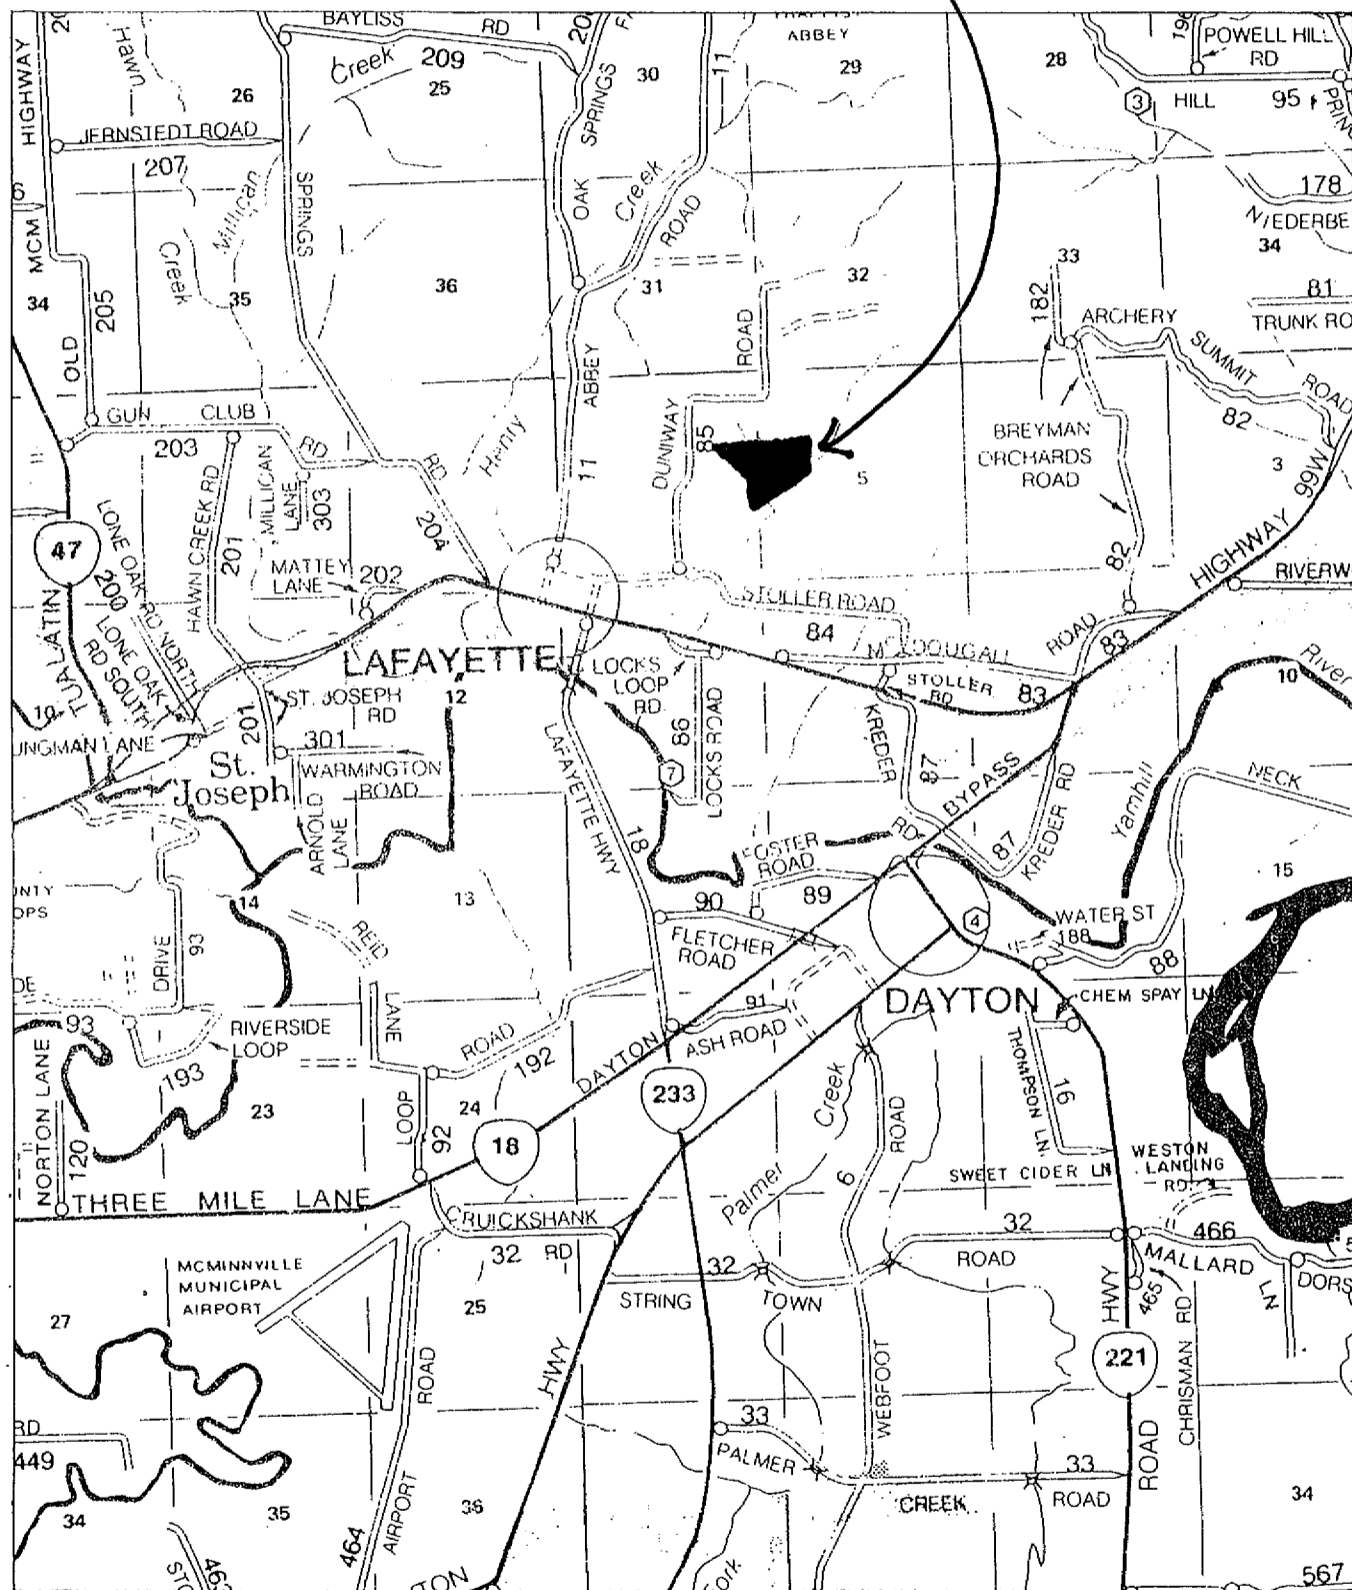 BAYLISS RD
209
Creek
25
26
Hawn
HIGHWAY
JERNSTEDT ROAD
207
SPRINGS
30
11
ABBEY
29
28
POWELL HILL
RD
3
HILL
95
178
34
33
182
81
ARCHERY
SUMMIT
ROAD
82
BREYMAN
ORCHARDS
ROAD
3
99W
HIGHWAY
MCM
34
OLD
205
Creek
Millican
35
SPRINGS
36
OAK
Creek
ROAD
31
32
ROAD
ABBEY
11
Henry
DUNIWAY
85
5
GUN CLUB
RD
203
MILLICAN
LANE
303
HAWN CREEK RD
201
RD
204
MATTEY
LANE
202
47
TUALATIN
LONE OAK RD NORTH
200
LONE OAK
RD SOUTH
STOLLER ROAD
84
82
ROAD
83
LAFAYETTE
12
LOCKS
LOOP
RD
86
LOCKS ROAD
STOLLER
RD
83
KREDER
87
10
River
ST. JOSEPH
RD
201
301
WARMINGTON
ROAD
St.
Joseph
ARNOLD
LANE
7
LAFAYETTE HWY
18
BYPASS
RD
87
KREDER RD
Yamhill
NECK
15
FOSTER
ROAD
89
90
FLETCHER
ROAD
4
WATER ST
188
88
14
13
REID
LANE
DRIVE
93
DAYTON
CHEM SPAY LN
91
ASH ROAD
RIVERSIDE
LOOP
93
193
ROAD
192
DAYTON
233
THOMPSON LN
16
NORTON LANE
120
23
24
LOOP
92
18
Creek
Palmer
6
ROAD
SWEET CIDER LN
WESTON
LANDING
RD
THREE MILE LANE
CRUICKSHANK
RD
32
32
32
ROAD
466
MALLARD
LN
STRING
TOWN
MCMINNVILLE
MUNICIPAL
AIRPORT
27
25
HWY
ROAD
WEBFOOT
HWY
465
CHRISMAN RD
221
RD
449
33
PALMER
CREEK
33
ROAD
ROAD
34
34
35
36
464
AIRPORT
567